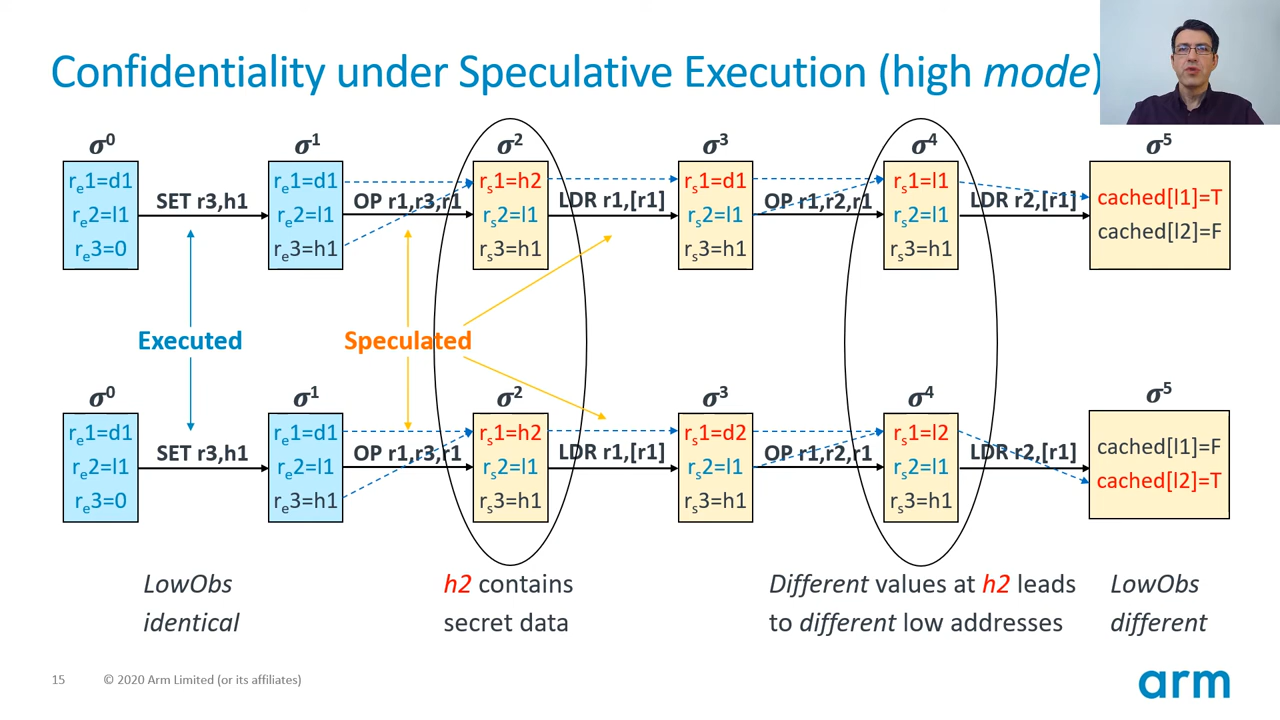 Confidentiality under Speculative Execution (high mode)
σ⁰ σ¹ σ² σ³ σ⁴ σ⁵
rₑ1=d1 rₑ1=d1 rₛ1=h2 rₛ1=d1 rₛ1=l1
SET r3,h1 OP r1,r3,r1 LDR r1,[r1] OP r1,r2,r1 LDR r2,[r1] cached[l1]=T
rₑ2=l1 rₑ2=l1 rₛ2=l1 rₛ2=l1 rₛ2=l1 cached[l2]=F
rₑ3=0 rₑ3=h1 rₛ3=h1 rₛ3=h1 rₛ3=h1
Executed Speculated
σ⁰ σ¹ σ² σ³ σ⁴ σ⁵
rₑ1=d1 rₑ1=d1 rₛ1=h2 rₛ1=d2 rₛ1=l2 cached[l1]=F
SET r3,h1 OP r1,r3,r1 LDR r1,[r1] OP r1,r2,r1 LDR r2,[r1]
rₑ2=l1 rₑ2=l1 rₛ2=l1 rₛ2=l1 rₛ2=l1 cached[l2]=T
rₑ3=0 rₑ3=h1 rₛ3=h1 rₛ3=h1 rₛ3=h1
LowObs h2 contains Different values at h2 leads LowObs
identical secret data to different low addresses different
15 © 2020 Arm Limited (or its affiliates) arm